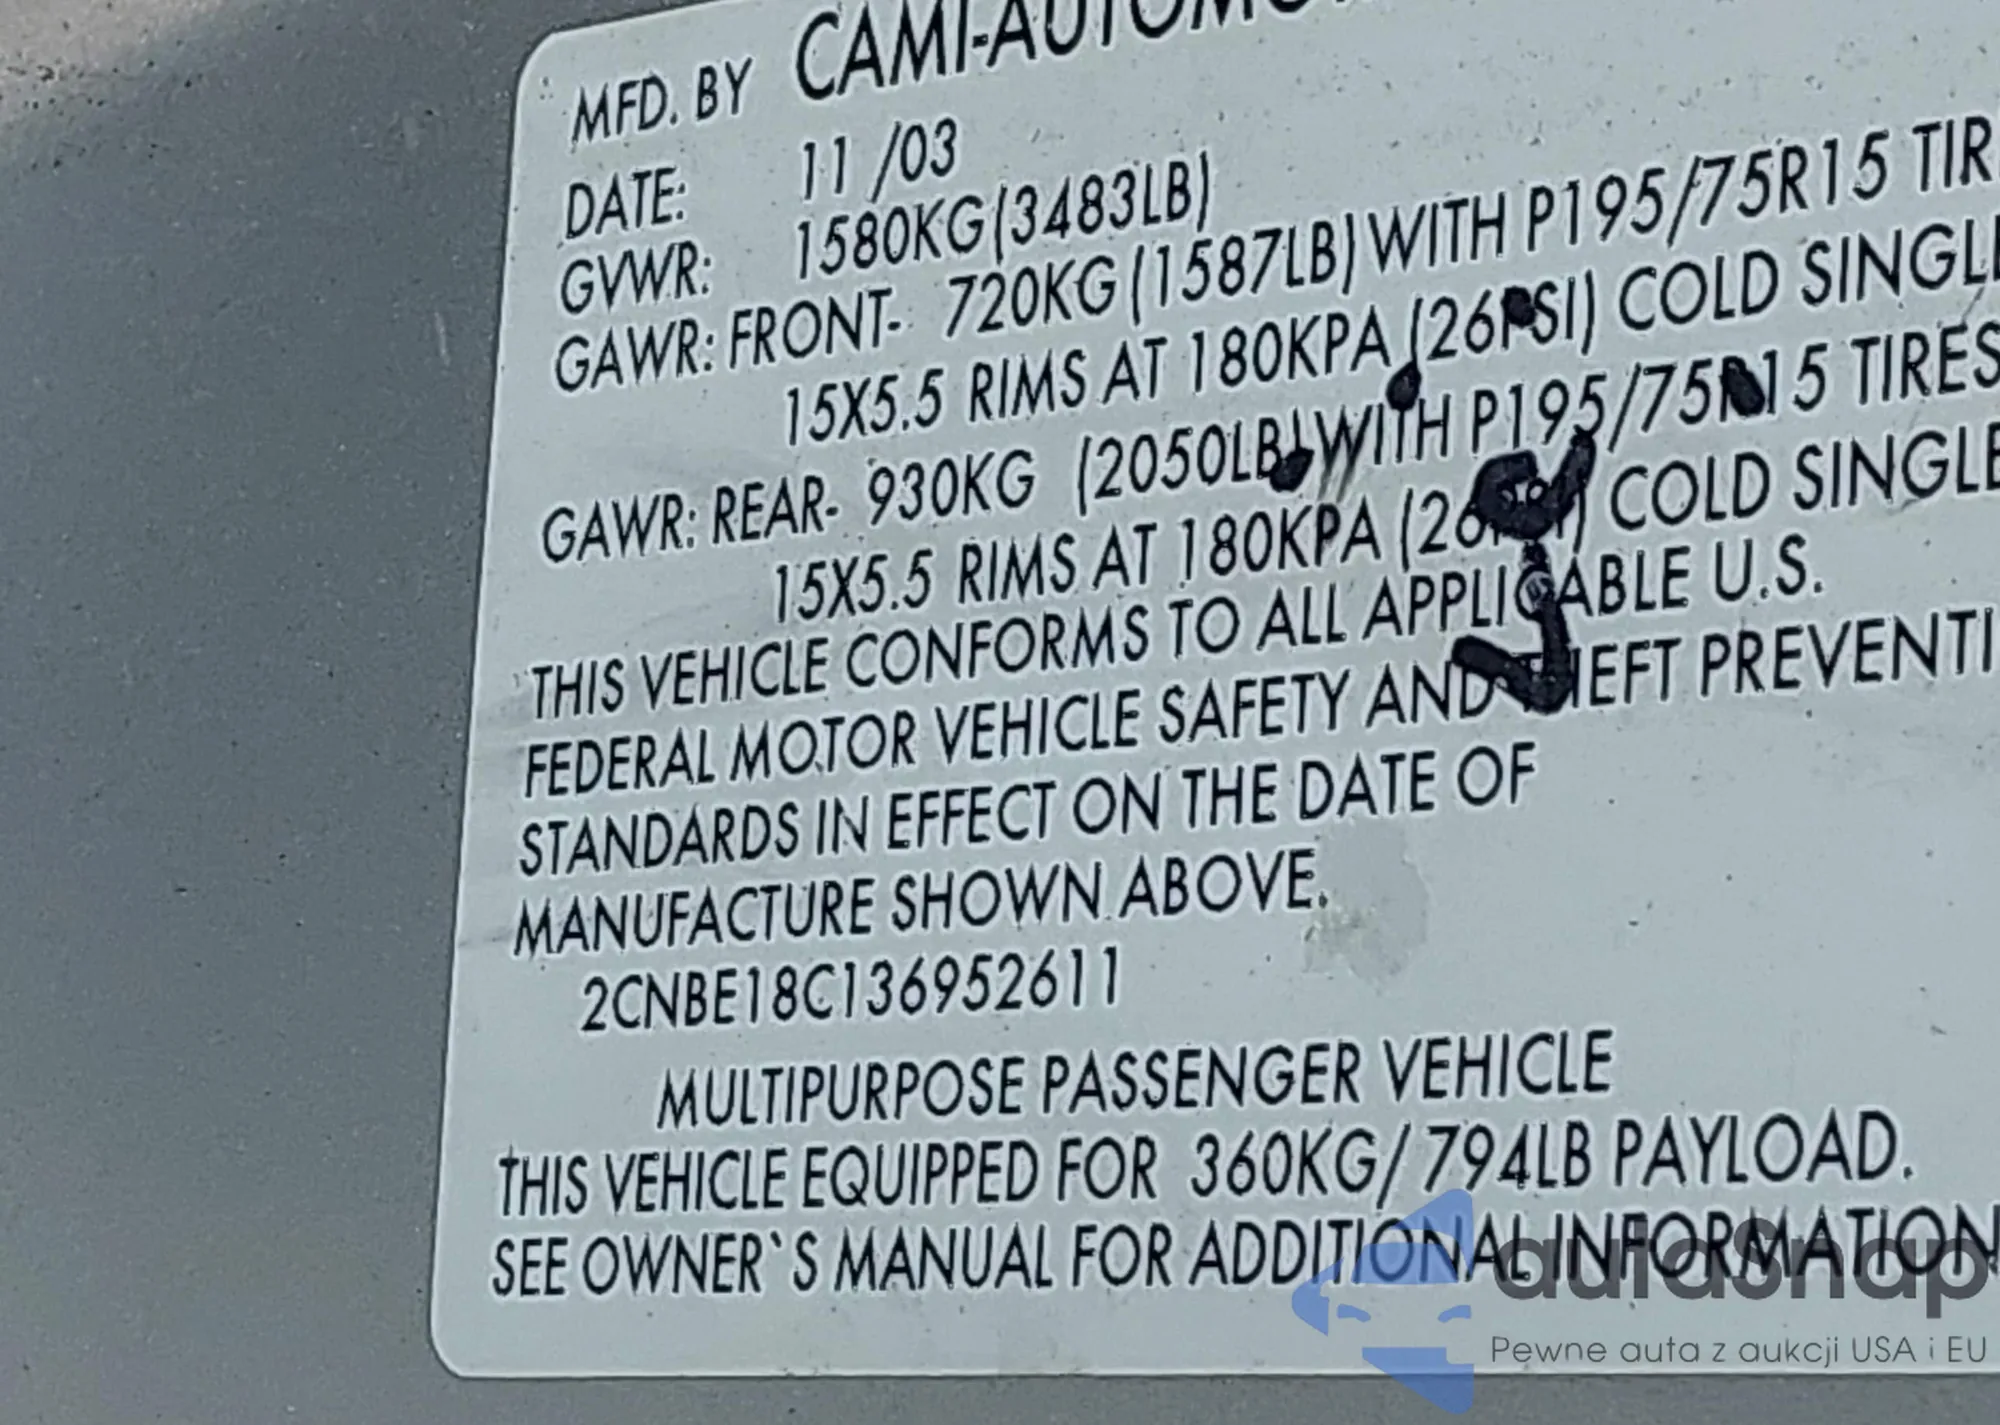 MFD. BY CAMI-AUTOMO
DATE: 11 /03
GVWR: 1580KG(3483LB)
GAWR: FRONT- 720KG(1587LB)WITH P195/75R15 TIR
15X5.5 RIMS AT 180KPA (26PSI) COLD SINGL
GAWR: REAR- 930KG (2050LB)WITH P195/75R15 TIRES
15X5.5 RIMS AT 180KPA (26 COLD SINGLE
THIS VEHICLE CONFORMS TO ALL APPLICABLE U.S.
FEDERAL MOTOR VEHICLE SAFETY AND THEFT PREVENTI
STANDARDS IN EFFECT ON THE DATE OF
MANUFACTURE SHOWN ABOVE.
2CNBE18C136952611
MULTIPURPOSE PASSENGER VEHICLE
THIS VEHICLE EQUIPPED FOR 360KG/794LB PAYLOAD.
SEE OWNER`S MANUAL FOR ADDITIONAL INFORMATION
autaSnap
Pewne auta z aukcji USA i EU